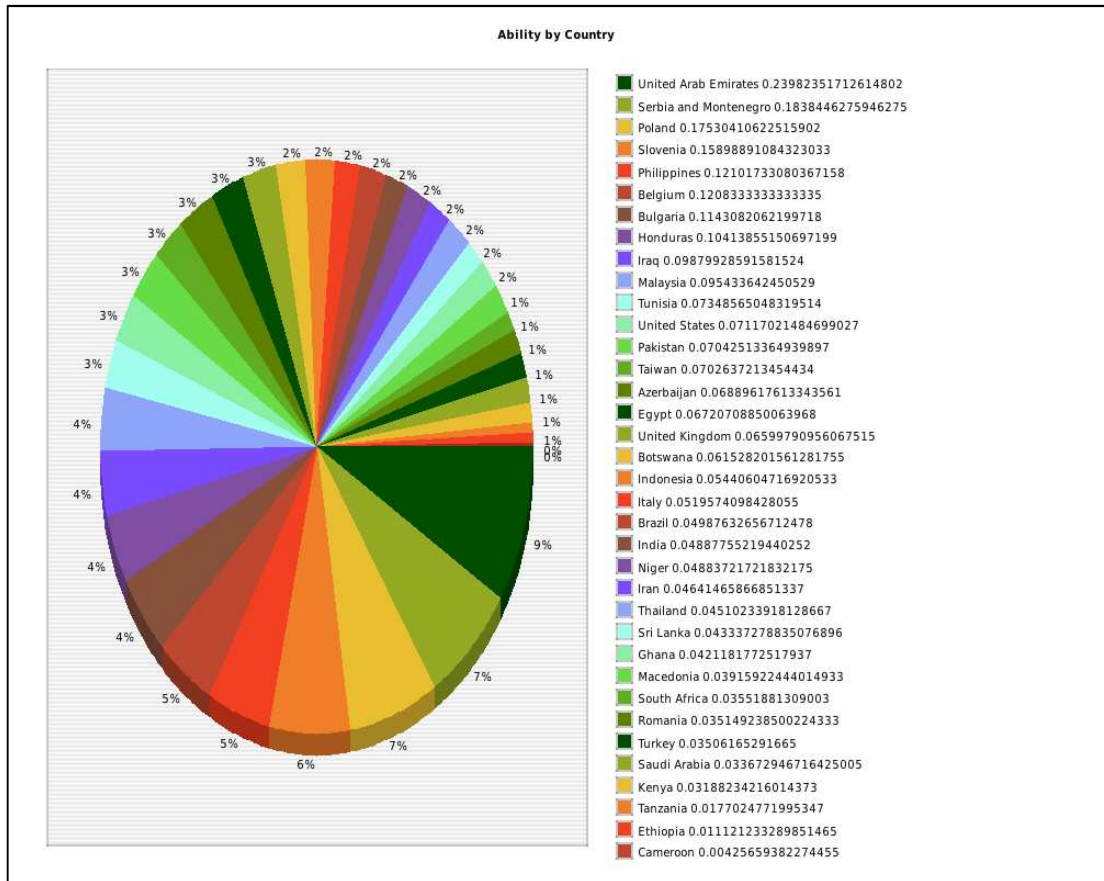 Ability by Country
United Arab Emirates 0.23982351712614802
Serbia and Montenegro 0.1838446275946275
Poland 0.17530410622515902
Slovenia 0.15898891084323033
Philippines 0.12101733080367158
Belgium 0.1208333333333335
Bulgaria 0.1143082062199718
Honduras 0.10413855150697199
Iraq 0.09879928591581524
Malaysia 0.095433642450529
Tunisia 0.07348565048319514
United States 0.07117021484699027
Pakistan 0.07042513364939897
Taiwan 0.0702637213454434
Azerbaijan 0.06889617613343561
Egypt 0.06720708850063968
United Kingdom 0.06599790956067515
Botswana 0.061528201561281755
Indonesia 0.05440604716920533
Italy 0.0519574098428055
Brazil 0.04987632656712478
India 0.04887755219440252
Niger 0.04883721721832175
Iran 0.04641465866851337
Thailand 0.04510233918128667
Sri Lanka 0.043337278835076896
Ghana 0.0421181772517937
Macedonia 0.03915922444014933
South Africa 0.03551881309003
Romania 0.035149238500224333
Turkey 0.03506165291665
Saudi Arabia 0.033672946716425005
Kenya 0.03188234216014373
Tanzania 0.0177024771995347
Ethiopia 0.011121233289851465
Cameroon 0.00425659382274455
9%
7%
7%
6%
5%
5%
4%
4%
4%
4%
3%
3%
3%
3%
3%
3%
3%
2%
2%
2%
2%
2%
2%
2%
2%
2%
1%
1%
1%
1%
1%
1%
1%
0%
0%